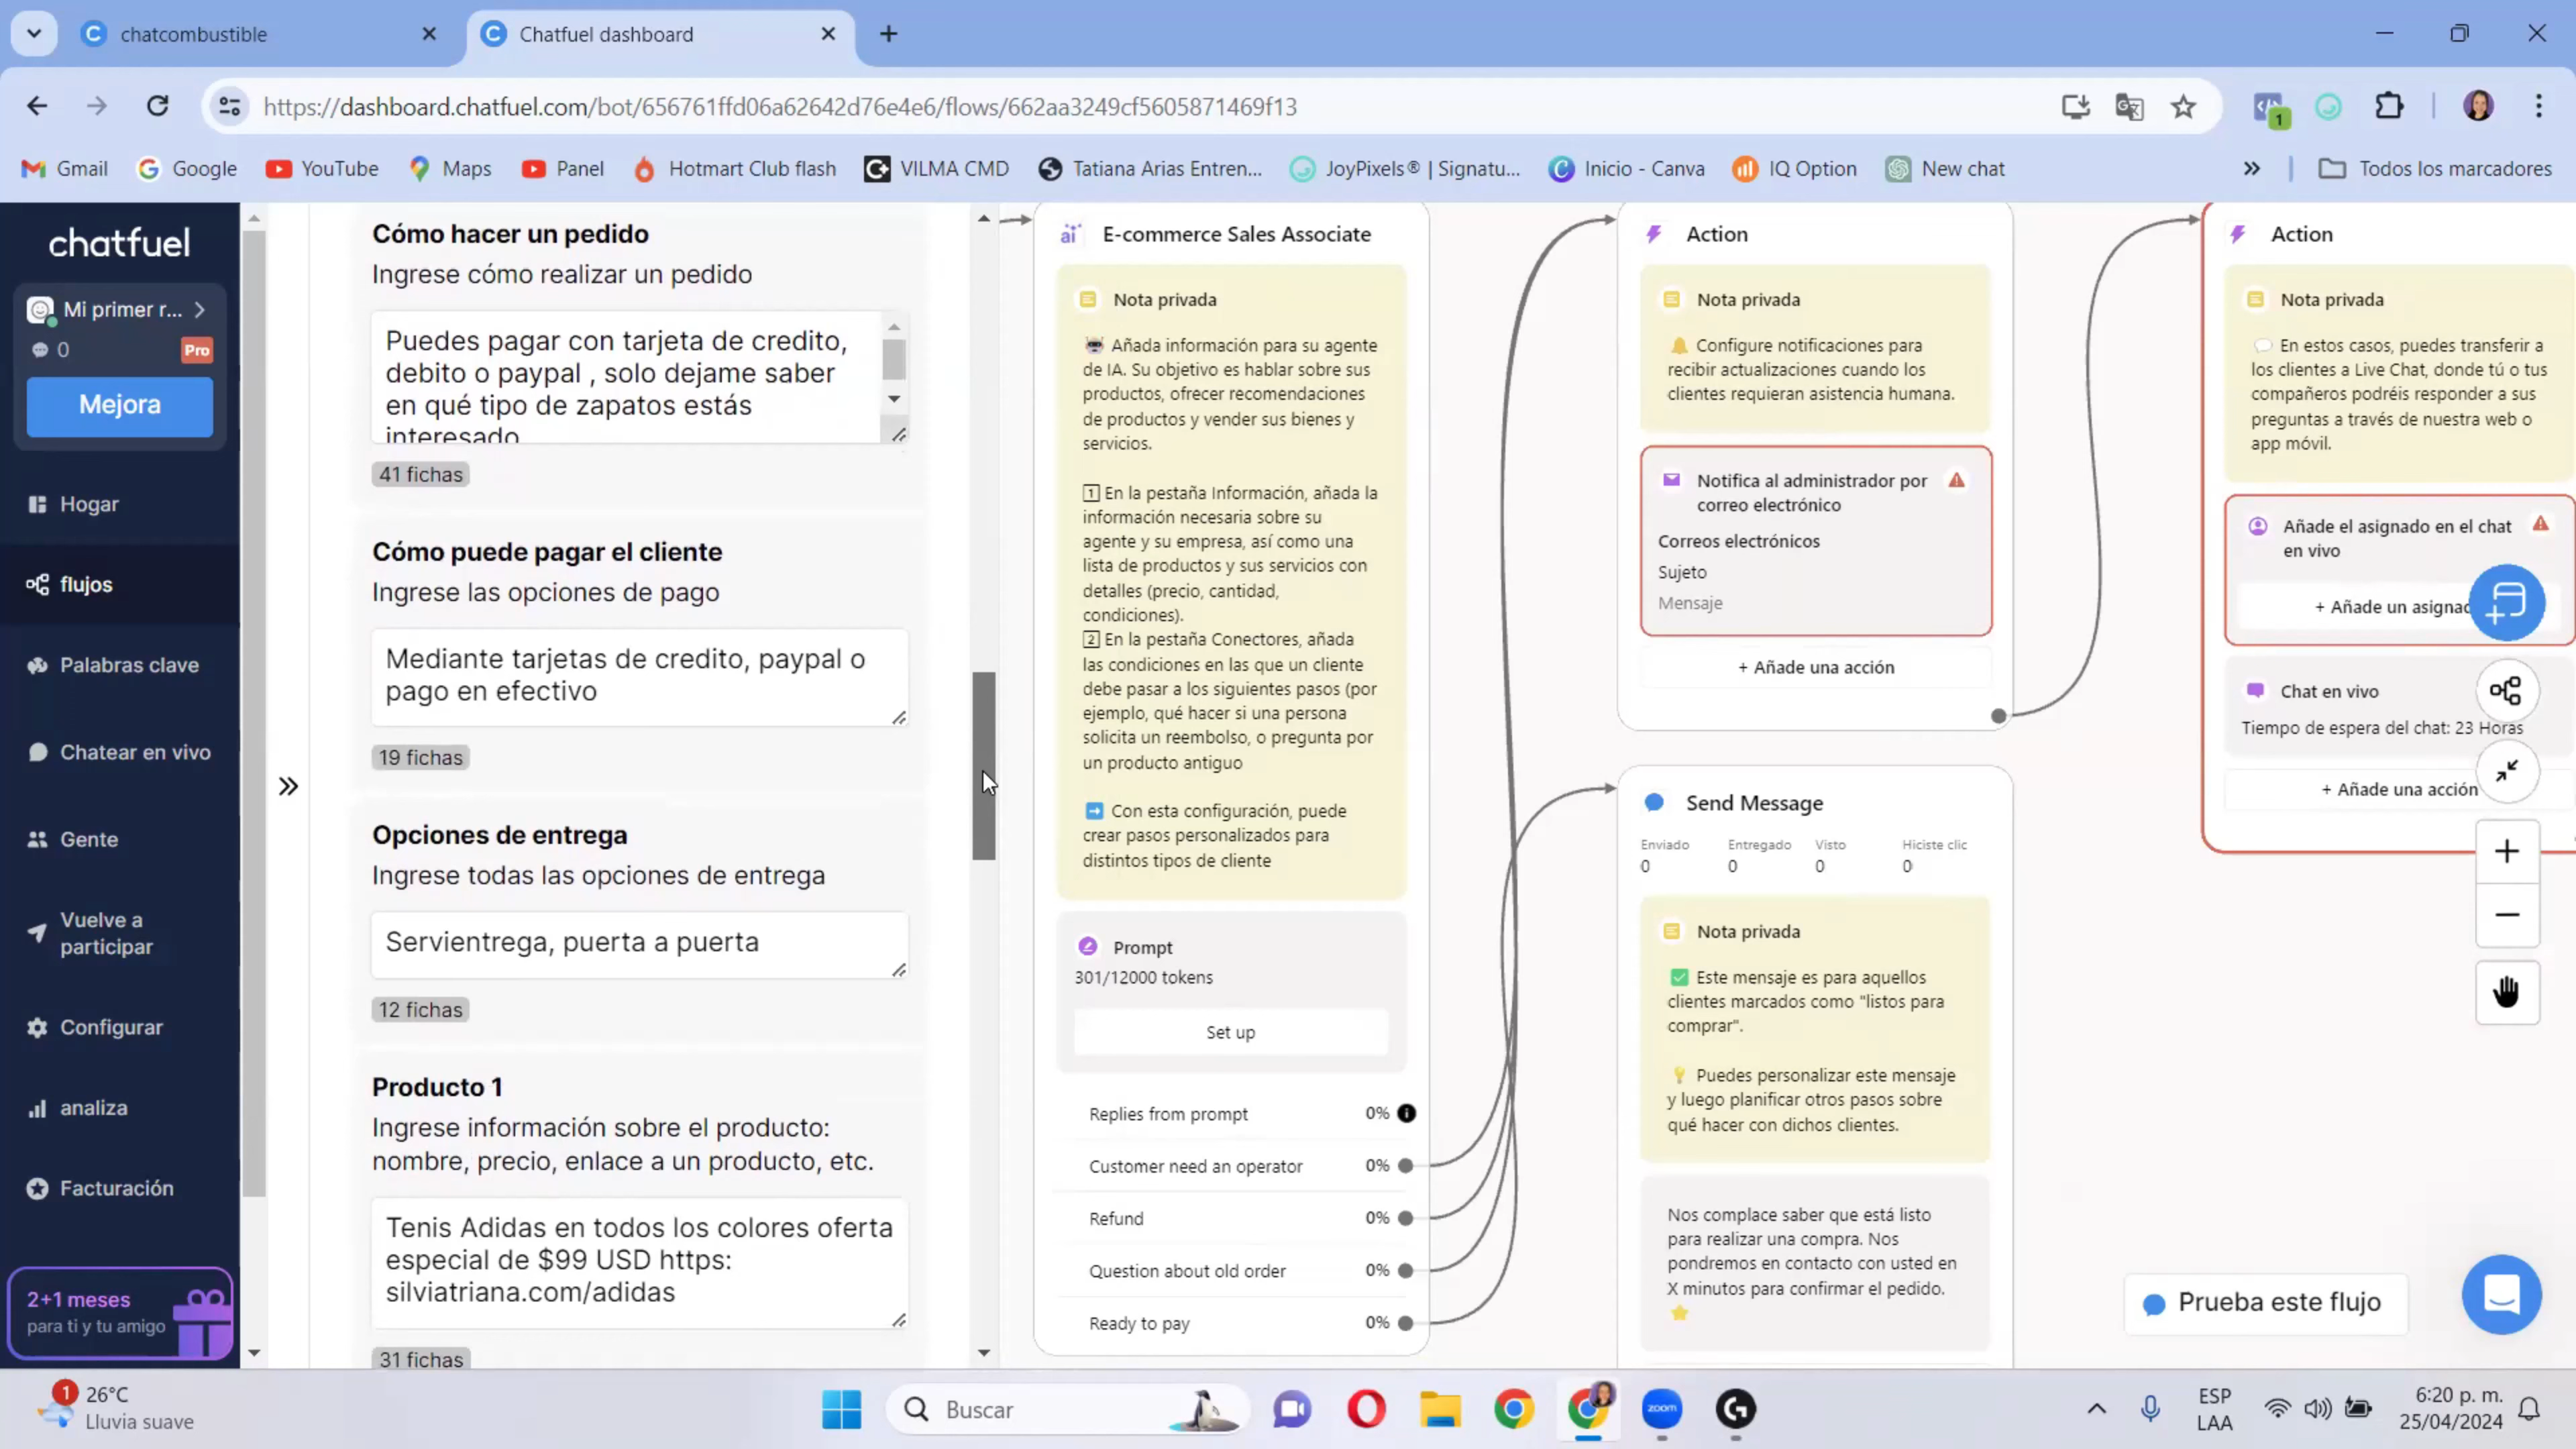 chatcombustible
Chatfuel dashboard
https://dashboard.chatfuel.com/bot/656761ffd06a62642d76e4e6/flows/662aa3249cf5605871469f13
1
Gmail
Google
YouTube
Maps
Panel
Hotmart Club flash
VILMA CMD
Tatiana Arias Entren...
JoyPixels® | Signatu...
Inicio - Canva
IQ Option
New chat
Todos los marcadores
chatfuel
Mi primer r...
0
Pro
Mejora
Hogar
flujos
Palabras clave
Chatear en vivo
Gente
Vuelve a
participar
Configurar
analiza
Facturación
2+1 meses
para ti y tu amigo
Cómo hacer un pedido
Ingrese cómo realizar un pedido
Puedes pagar con tarjeta de credito,
debito o paypal , solo dejame saber
en qué tipo de zapatos estás
interesado
41 fichas
Cómo puede pagar el cliente
Ingrese las opciones de pago
Mediante tarjetas de credito, paypal o
pago en efectivo
19 fichas
Opciones de entrega
Ingrese todas las opciones de entrega
Servientrega, puerta a puerta
12 fichas
Producto 1
Ingrese información sobre el producto:
nombre, precio, enlace a un producto, etc.
Tenis Adidas en todos los colores oferta
especial de $99 USD https:
silviatriana.com/adidas
31 fichas
ai E-commerce Sales Associate
Nota privada
Añada información para su agente
de IA. Su objetivo es hablar sobre sus
productos, ofrecer recomendaciones
de productos y vender sus bienes y
servicios.
1 En la pestaña Información, añada la
información necesaria sobre su
agente y su empresa, así como una
lista de productos y sus servicios con
detalles (precio, cantidad,
condiciones).
2 En la pestaña Conectores, añada
las condiciones en las que un cliente
debe pasar a los siguientes pasos (por
ejemplo, qué hacer si una persona
solicita un reembolso, o pregunta por
un producto antiguo
Con esta configuración, puede
crear pasos personalizados para
distintos tipos de cliente
Prompt
301/12000 tokens
Set up
Replies from prompt 0%
Customer need an operator 0%
Refund 0%
Question about old order 0%
Ready to pay 0%
Action
Nota privada
Configure notificaciones para
recibir actualizaciones cuando los
clientes requieran asistencia humana.
Notifica al administrador por
correo electrónico
Correos electrónicos
Sujeto
Mensaje
+ Añade una acción
Send Message
Enviado Entregado Visto Hiciste clic
0 0 0 0
Nota privada
Este mensaje es para aquellos
clientes marcados como "listos para
comprar".
Puedes personalizar este mensaje
y luego planificar otros pasos sobre
qué hacer con dichos clientes.
Nos complace saber que está listo
para realizar una compra. Nos
pondremos en contacto con usted en
X minutos para confirmar el pedido.
Action
Nota privada
En estos casos, puedes transferir a
los clientes a Live Chat, donde tú o tus
compañeros podréis responder a sus
preguntas a través de nuestra web o
app móvil.
Añade el asignado en el chat
en vivo
+ Añade un asignad
Chat en vivo
Tiempo de espera del chat: 23 Horas
+ Añade una acción
Prueba este flujo
1
26°C
Lluvia suave
Buscar
zoom
ESP
LAA
6:20 p. m.
25/04/2024